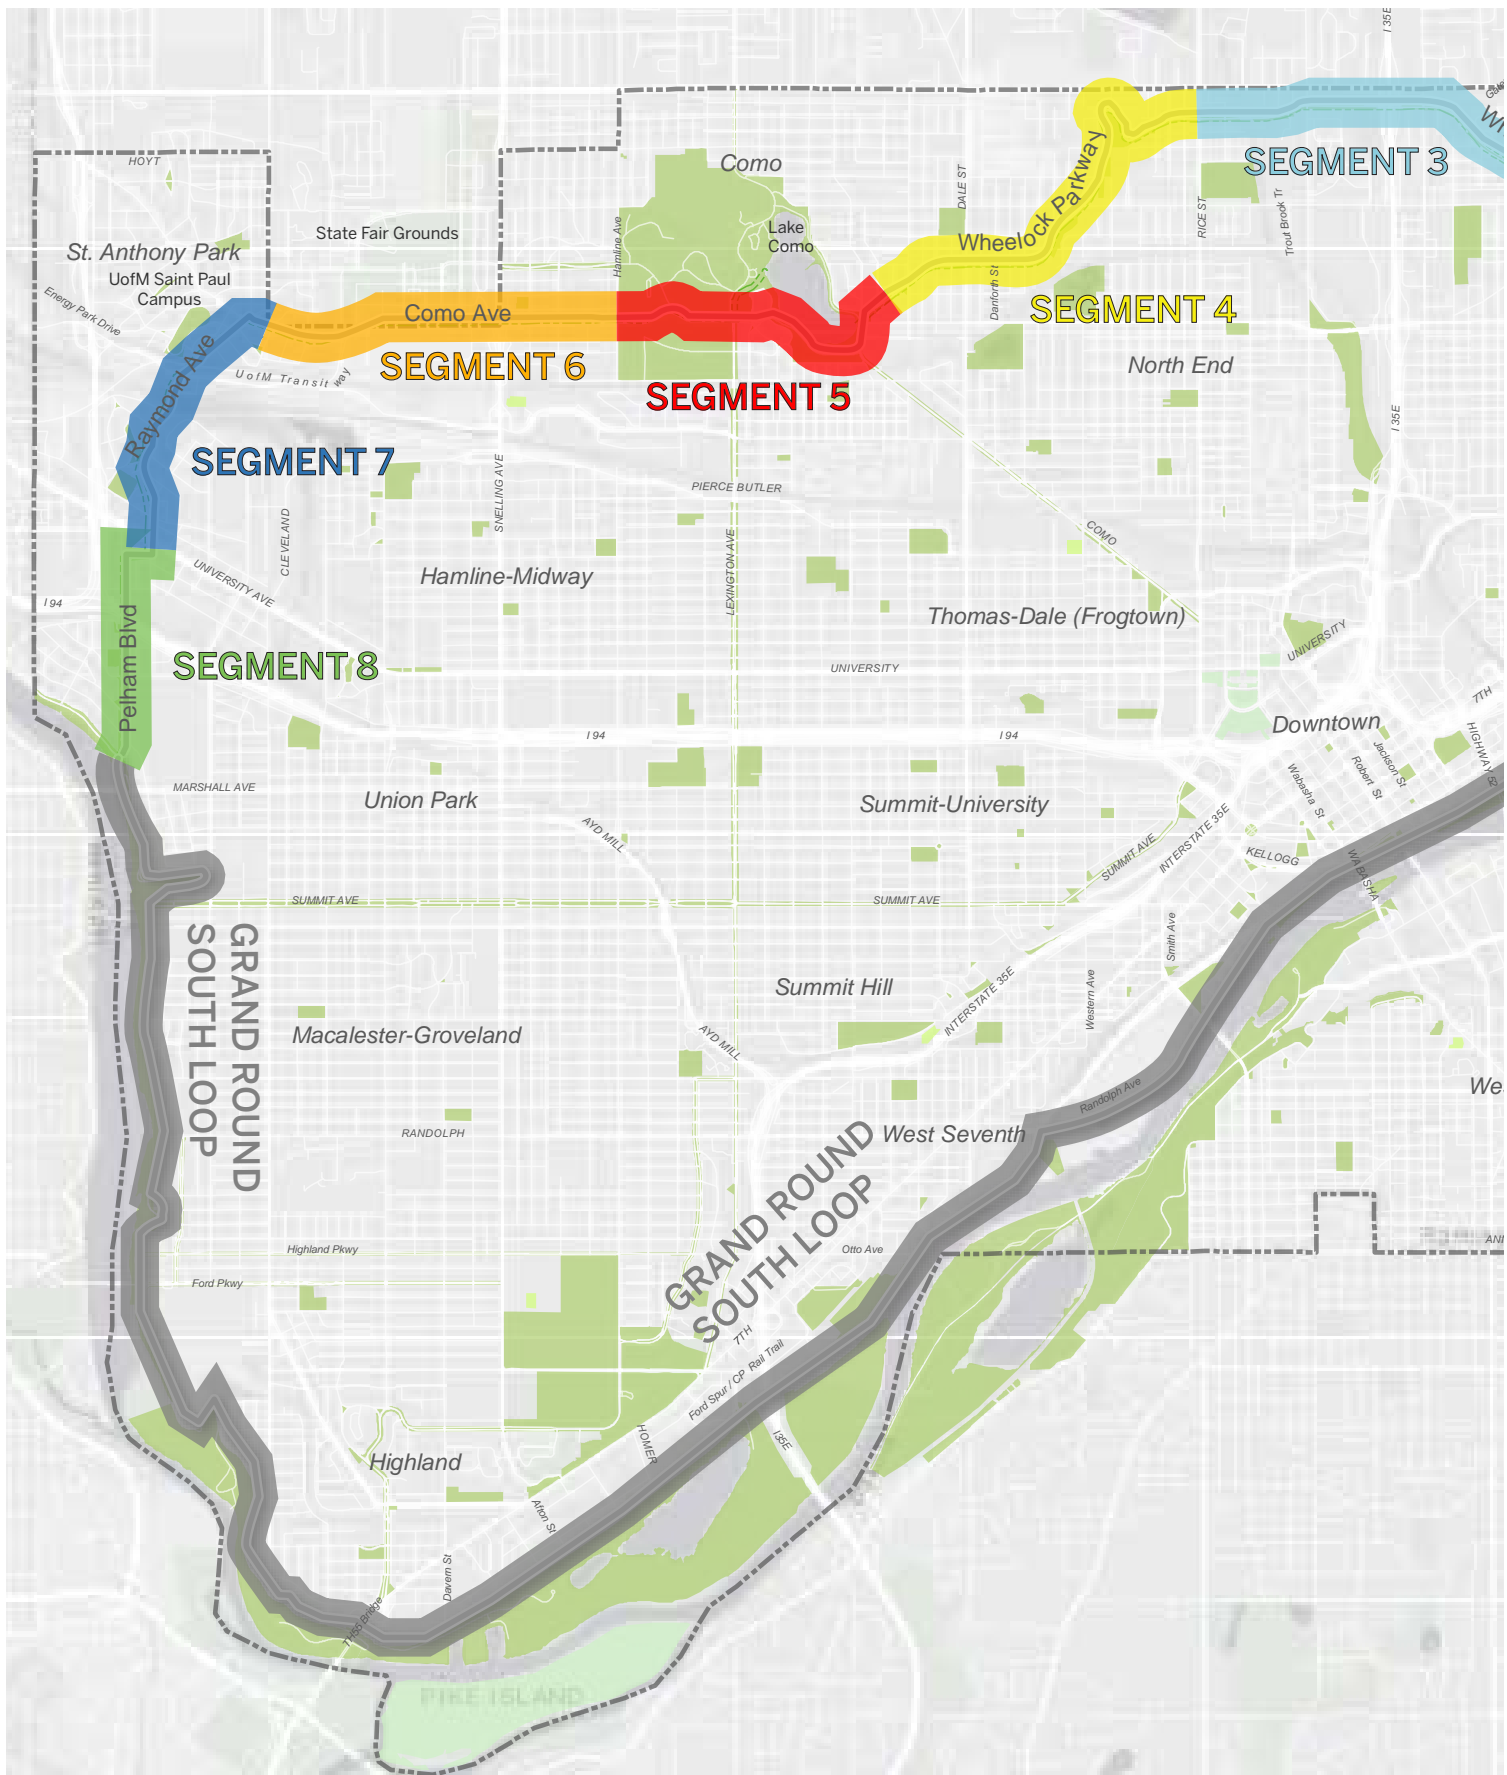 I 35E
Wheelock Parkway
SEGMENT 3
HOYT
Como
DALE ST
RICE ST
Trout Brook Tr
St. Anthony Park
State Fair Grounds
Hamline Ave
Lake
Como
UofM Saint Paul
Campus
Energy Park Drive
Danforth St
SEGMENT 4
Como Ave
Raymond Ave
UofM Transit way
SEGMENT 6
SEGMENT 5
North End
I 35E
SEGMENT 7
SNELLING AVE
PIERCE BUTLER
CLEVELAND
COMO
UNIVERSITY AVE
Hamline-Midway
LEXINGTON AVE
I 94
Thomas-Dale (Frogtown)
Pelham Blvd
SEGMENT 8
UNIVERSITY
UNIVERSITY
7TH
Downtown
HIGHWAY 52
I 94
I 94
Jackson St
Robert St
Wabasha St
MARSHALL AVE
Union Park
Summit-University
AYD MILL
SUMMIT AVE
INTERSTATE 35E
KELLOGG
WABASHA
SUMMIT AVE
SUMMIT AVE
GRAND ROUND
SOUTH LOOP
Smith Ave
Summit Hill
INTERSTATE 35E
Western Ave
Macalester-Groveland
AYD MILL
Randolph Ave
RANDOLPH
West Seventh
GRAND ROUND
SOUTH LOOP
Highland Pkwy
Otto Ave
Ford Pkwy
7TH
Ford Spur / CP Rail Trail
HOMER
I35E
Highland
Afton St
Davern St
TH55 Bridge
PIKE ISLAND